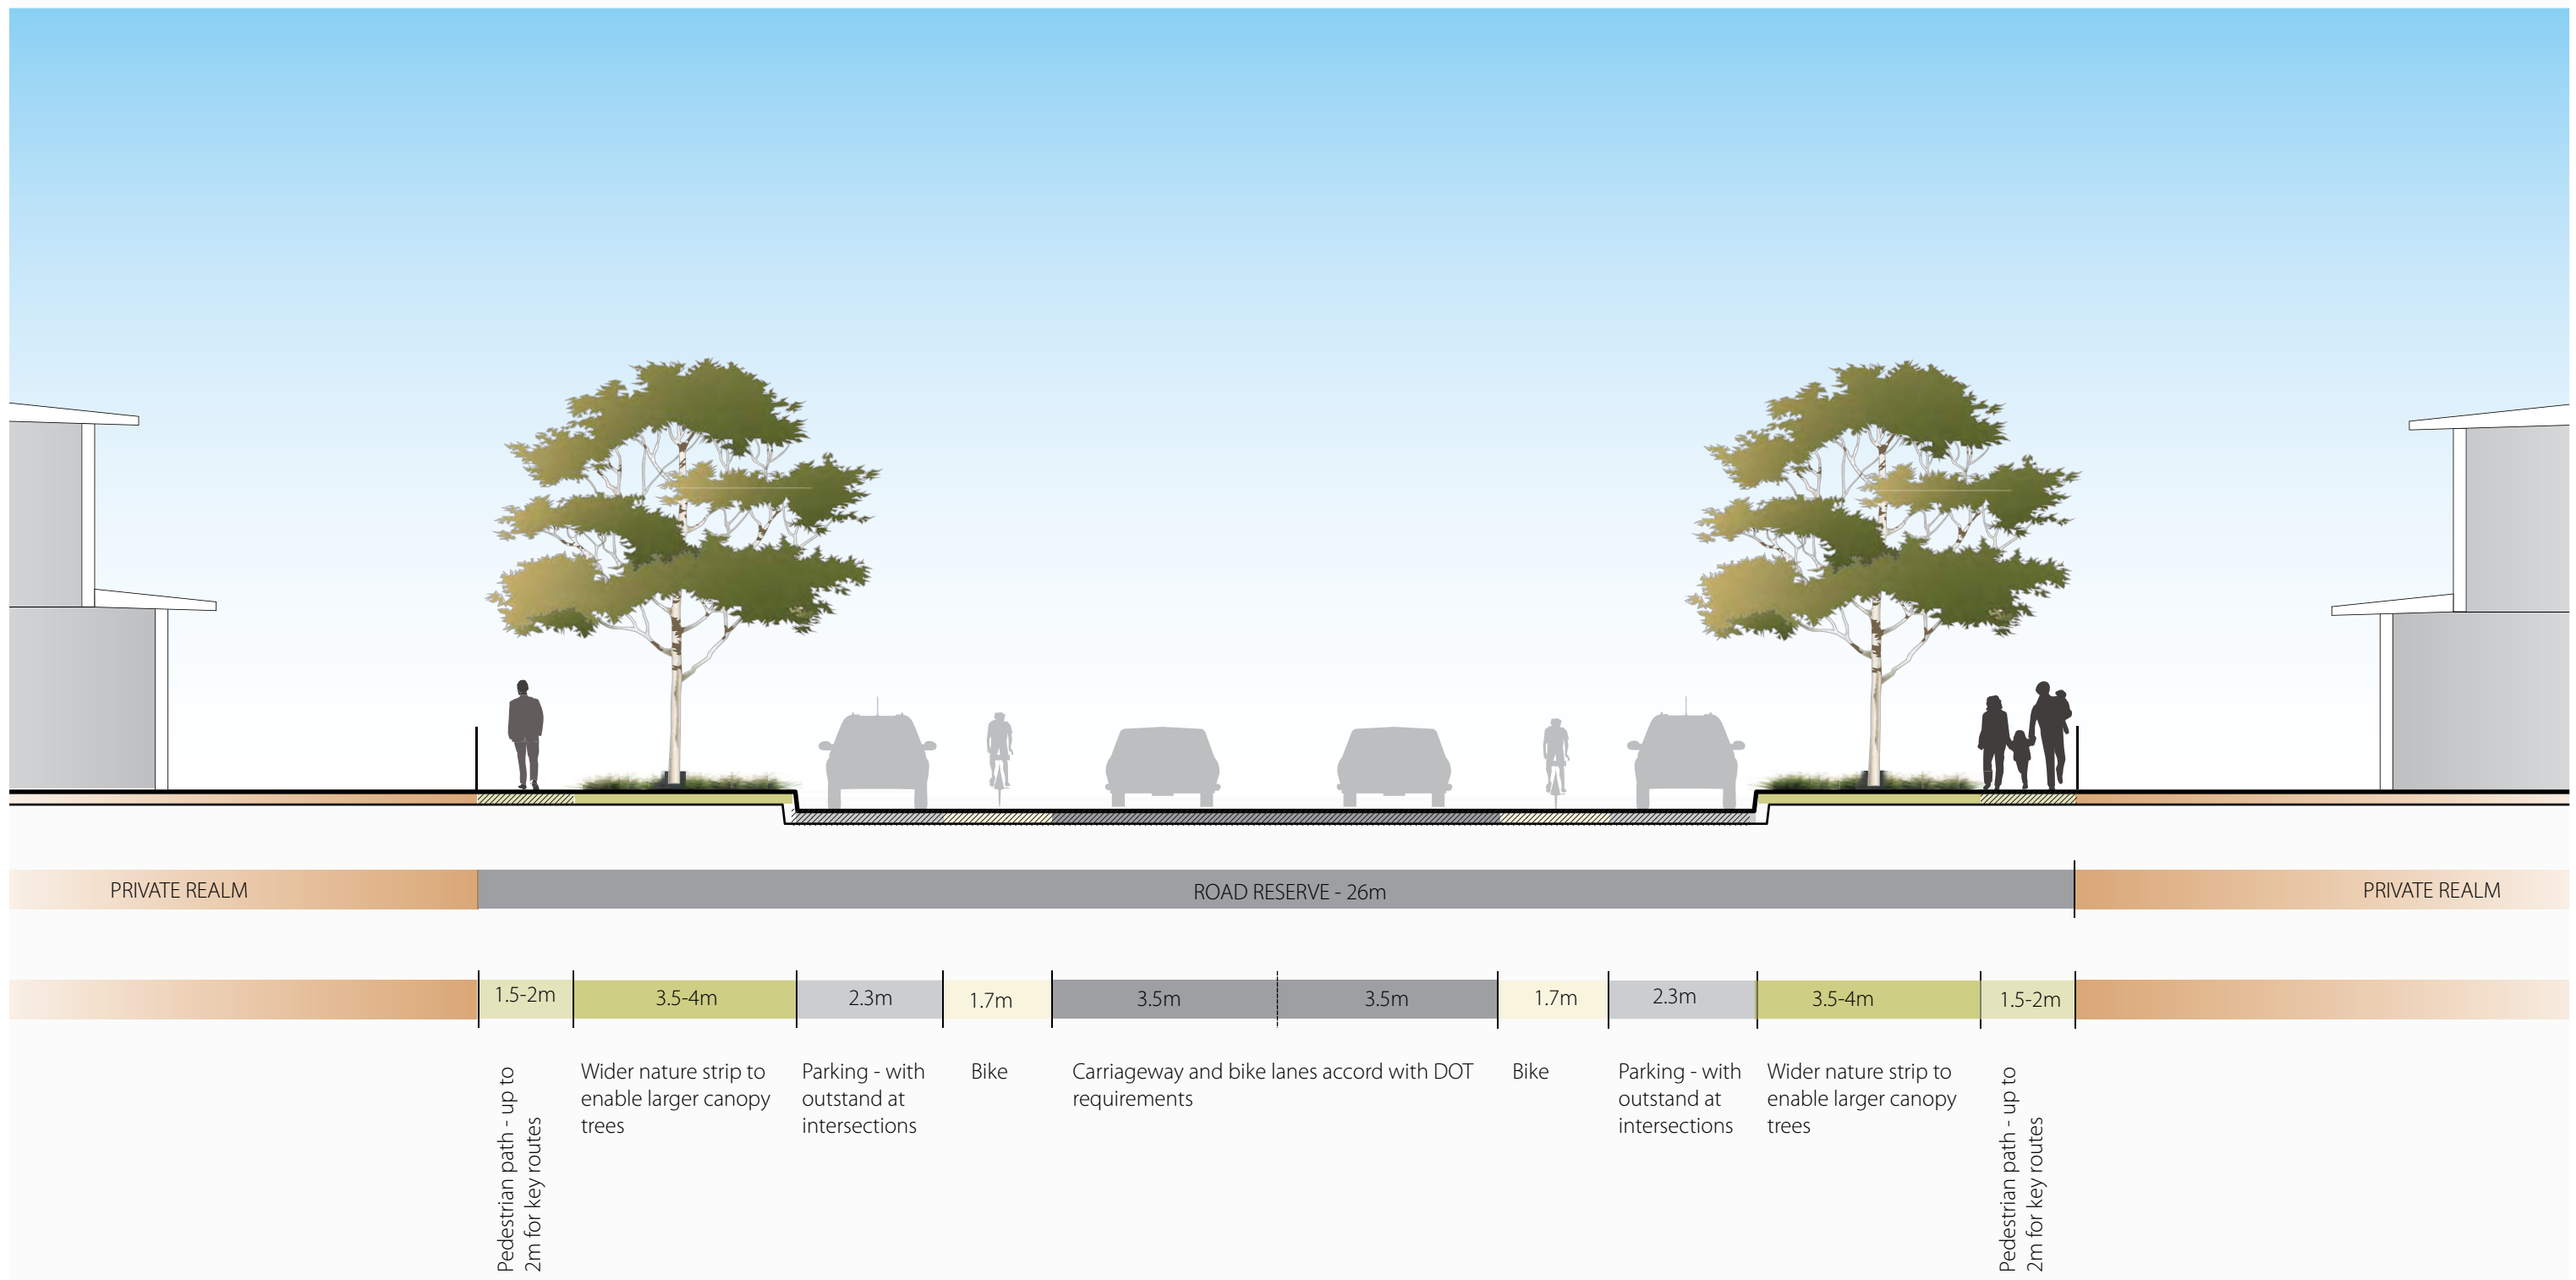 PRIVATE REALM
ROAD RESERVE - 26m
PRIVATE REALM
1.5-2m
3.5-4m
2.3m
1.7m
3.5m
3.5m
1.7m
2.3m
3.5-4m
1.5-2m
Pedestrian path - up to
2m for key routes
Wider nature strip to
enable larger canopy
trees
Parking - with
outstand at
intersections
Bike
Carriageway and bike lanes accord with DOT
requirements
Bike
Parking - with
outstand at
intersections
Wider nature strip to
enable larger canopy
trees
Pedestrian path - up to
2m for key routes